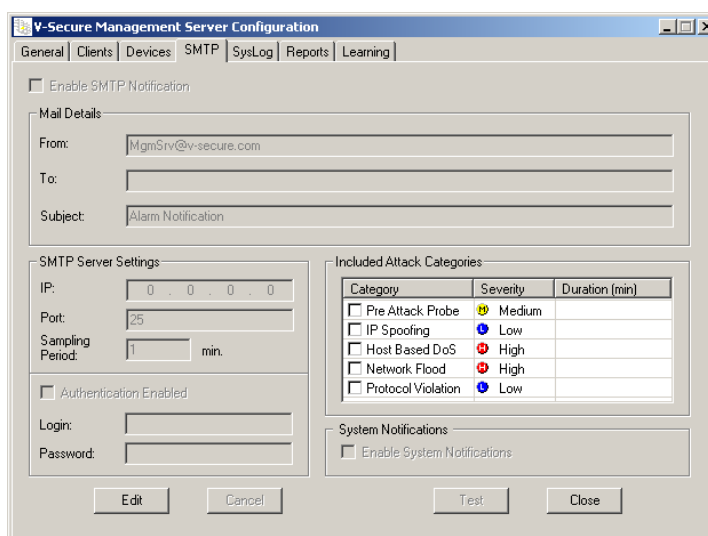 V-Secure Management Server Configuration
General Clients Devices SMTP SysLog Reports Learning
Enable SMTP Notification
Mail Details
From: MgmSrv@v-secure.com
To:
Subject: Alarm Notification
SMTP Server Settings
IP: 0 . 0 . 0 . 0
Port: 25
Sampling Period: 1 min.
Authentication Enabled
Login:
Password:
Included Attack Categories
Category Severity Duration (min)
Pre Attack Probe M Medium
IP Spoofing L Low
Host Based DoS H High
Network Flood H High
Protocol Violation L Low
System Notifications
Enable System Notifications
Edit Cancel Test Close